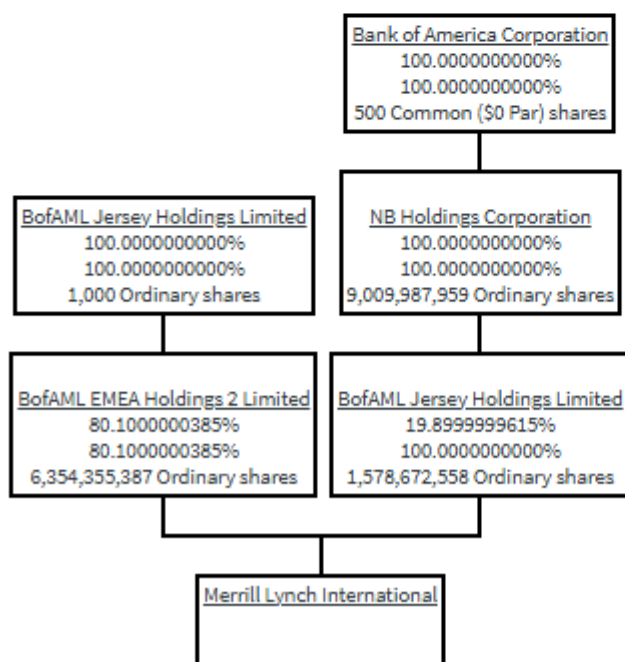 Bank of America Corporation
100.0000000000%
100.0000000000%
500 Common ($0 Par) shares
BofAML Jersey Holdings Limited
100.0000000000%
100.0000000000%
1,000 Ordinary shares
NB Holdings Corporation
100.0000000000%
100.0000000000%
9,009,987,959 Ordinary shares
BofAML EMEA Holdings 2 Limited
80.1000000385%
80.1000000385%
6,354,355,387 Ordinary shares
BofAML Jersey Holdings Limited
19.8999999615%
100.0000000000%
1,578,672,558 Ordinary shares
Merrill Lynch International